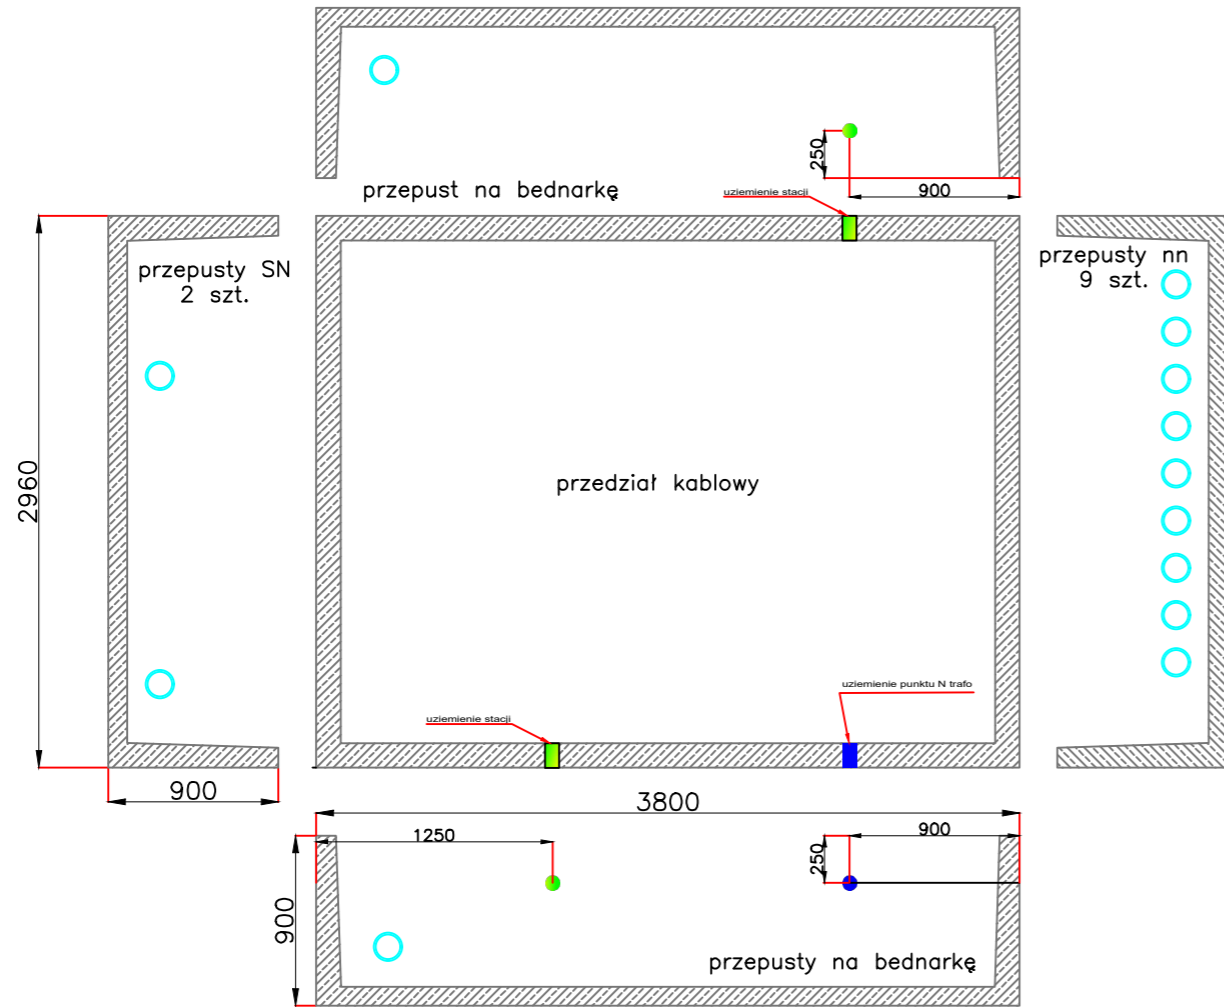 250
900
przepust na bednarkę
uziemienie stacji
przepusty SN
2 szt.
przepusty nn
9 szt.
2960
przedział kablowy
uziemienie punktu N trafo
uziemienie stacji
900
3800
1250
900
250
900
przepusty na bednarkę